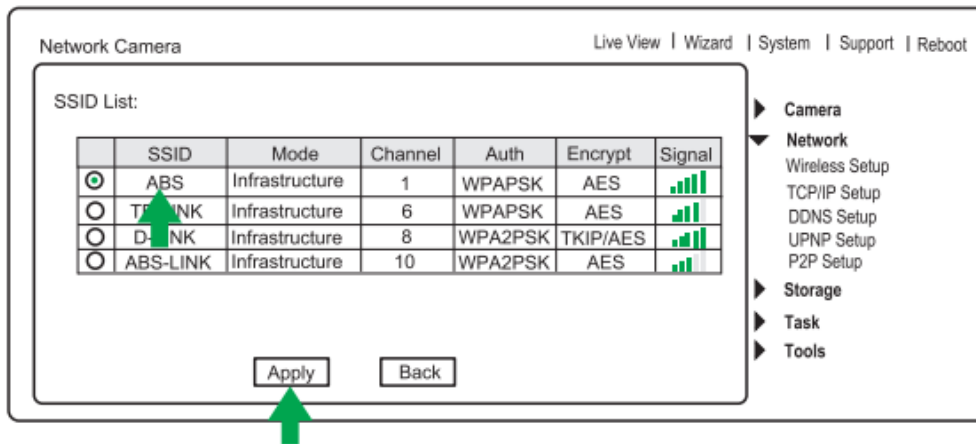 Network Camera
Live View | Wizard | System | Support | Reboot
SSID List:
SSID Mode Channel Auth Encrypt Signal
ABS Infrastructure 1 WPAPSK AES
Infrastructure 6 WPAPSK AES
Infrastructure 8 WPA2PSK TKIP/AES
ABS-LINK Infrastructure 10 WPA2PSK AES
Apply Back
Camera
Network
Wireless Setup
TCP/IP Setup
DDNS Setup
UPNP Setup
P2P Setup
Storage
Task
Tools